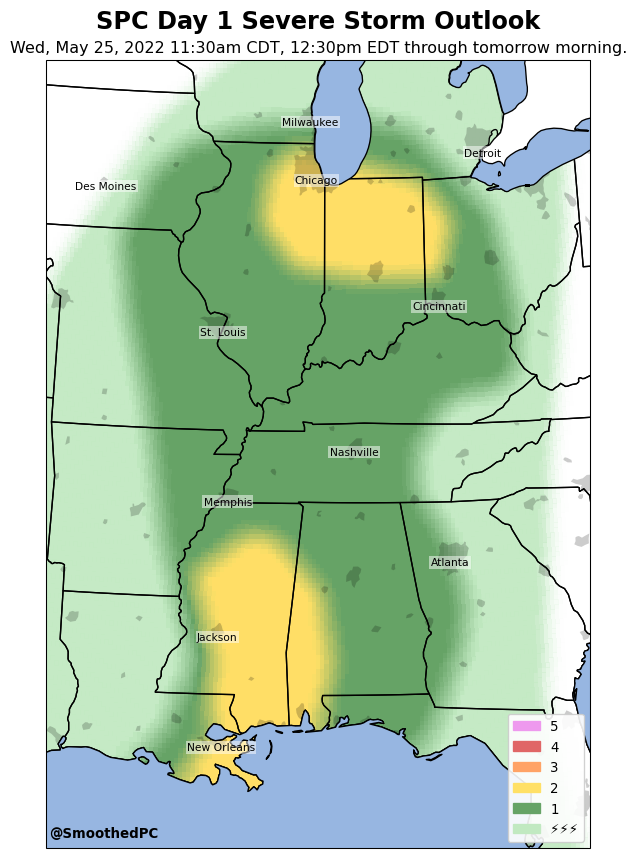 SPC Day 1 Severe Storm Outlook
Wed, May 25, 2022 11:30am CDT, 12:30pm EDT through tomorrow morning.
Milwaukee
Detroit
Chicago
Des Moines
Cincinnati
St. Louis
Nashville
Memphis
Atlanta
Jackson
New Orleans
5
4
3
2
1
⚡⚡⚡
@SmoothedPC